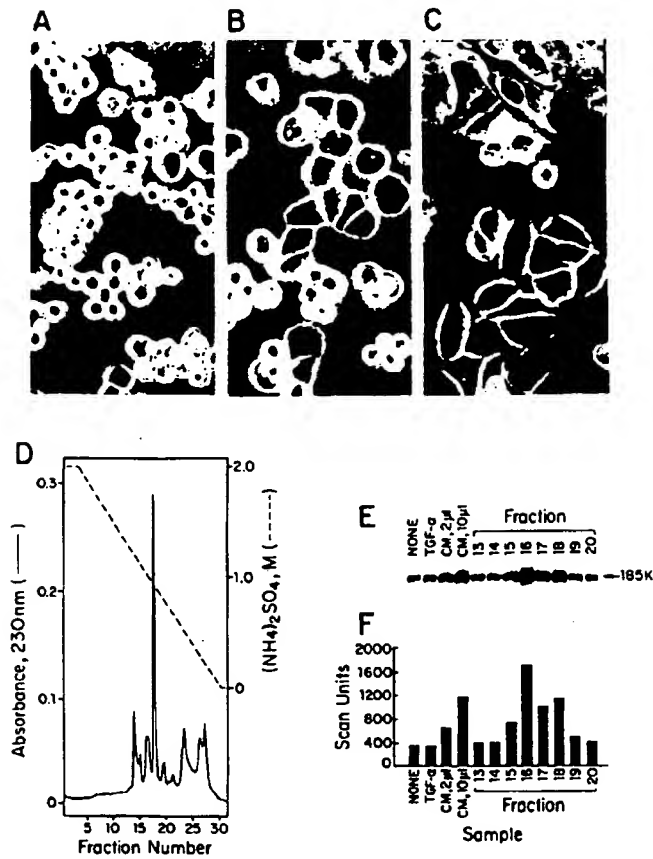 A B C
D
0.3
0.2
0.1
0
Absorbance, 230nm (——)
2.0
1.0
0
(NH4)2SO4, M (-----)
5 10 15 20 25 30
Fraction Number
E
Fraction
NONE
TGF-α
CM, 2µl
CM, 10µl
13
14
15
16
17
18
19
20
185K
F
2000
1600
1200
800
400
0
Scan Units
NONE
TGF-α
CM, 2µl
CM, 10µl
13
14
15
16
17
18
19
20
Fraction
Sample